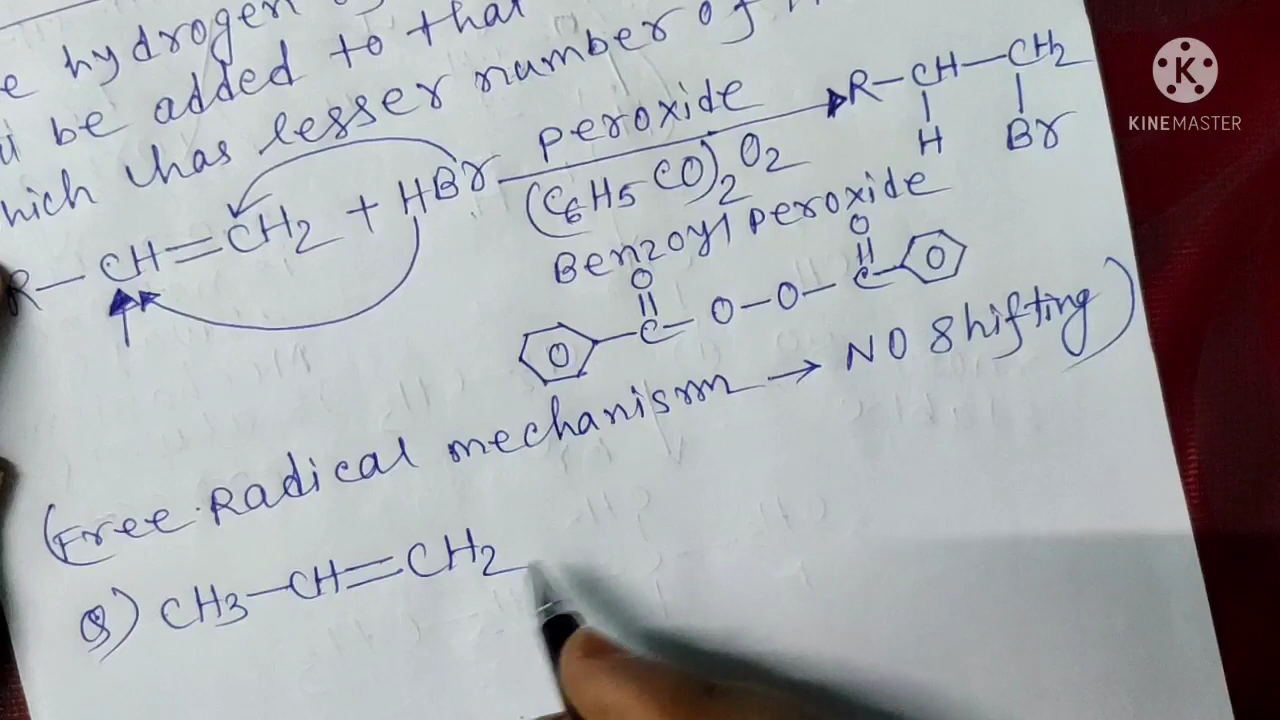 hydrogen
be added to that
which has lesser number of
R-CH=CH2 + HBr peroxide R-CH-CH2
(C6H5CO)2O2 H Br
Benzoyl peroxide
O O
C-O-O-C
(Free Radical mechanism → NO Shifting)
Q) CH3-CH=CH2
K
KINEMASTER